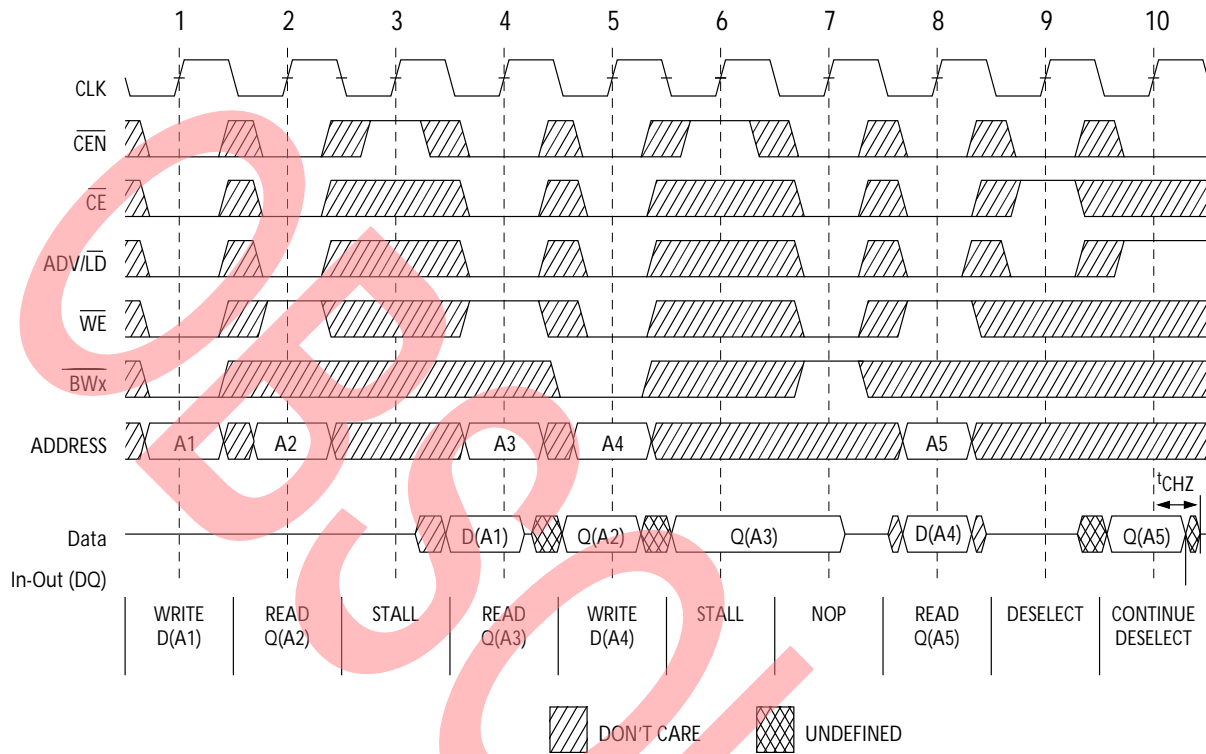 1 2 3 4 5 6 7 8 9 10
CLK
CEN
CE
ADV/LD
WE
BWx
ADDRESS A1 A2 A3 A4 A5
tCHZ
Data D(A1) Q(A2) Q(A3) D(A4) Q(A5)
In-Out (DQ)
WRITE READ STALL READ WRITE STALL NOP READ DESELECT CONTINUE
D(A1) Q(A2) Q(A3) D(A4) Q(A5) DESELECT
DON'T CARE UNDEFINED
OBSOL